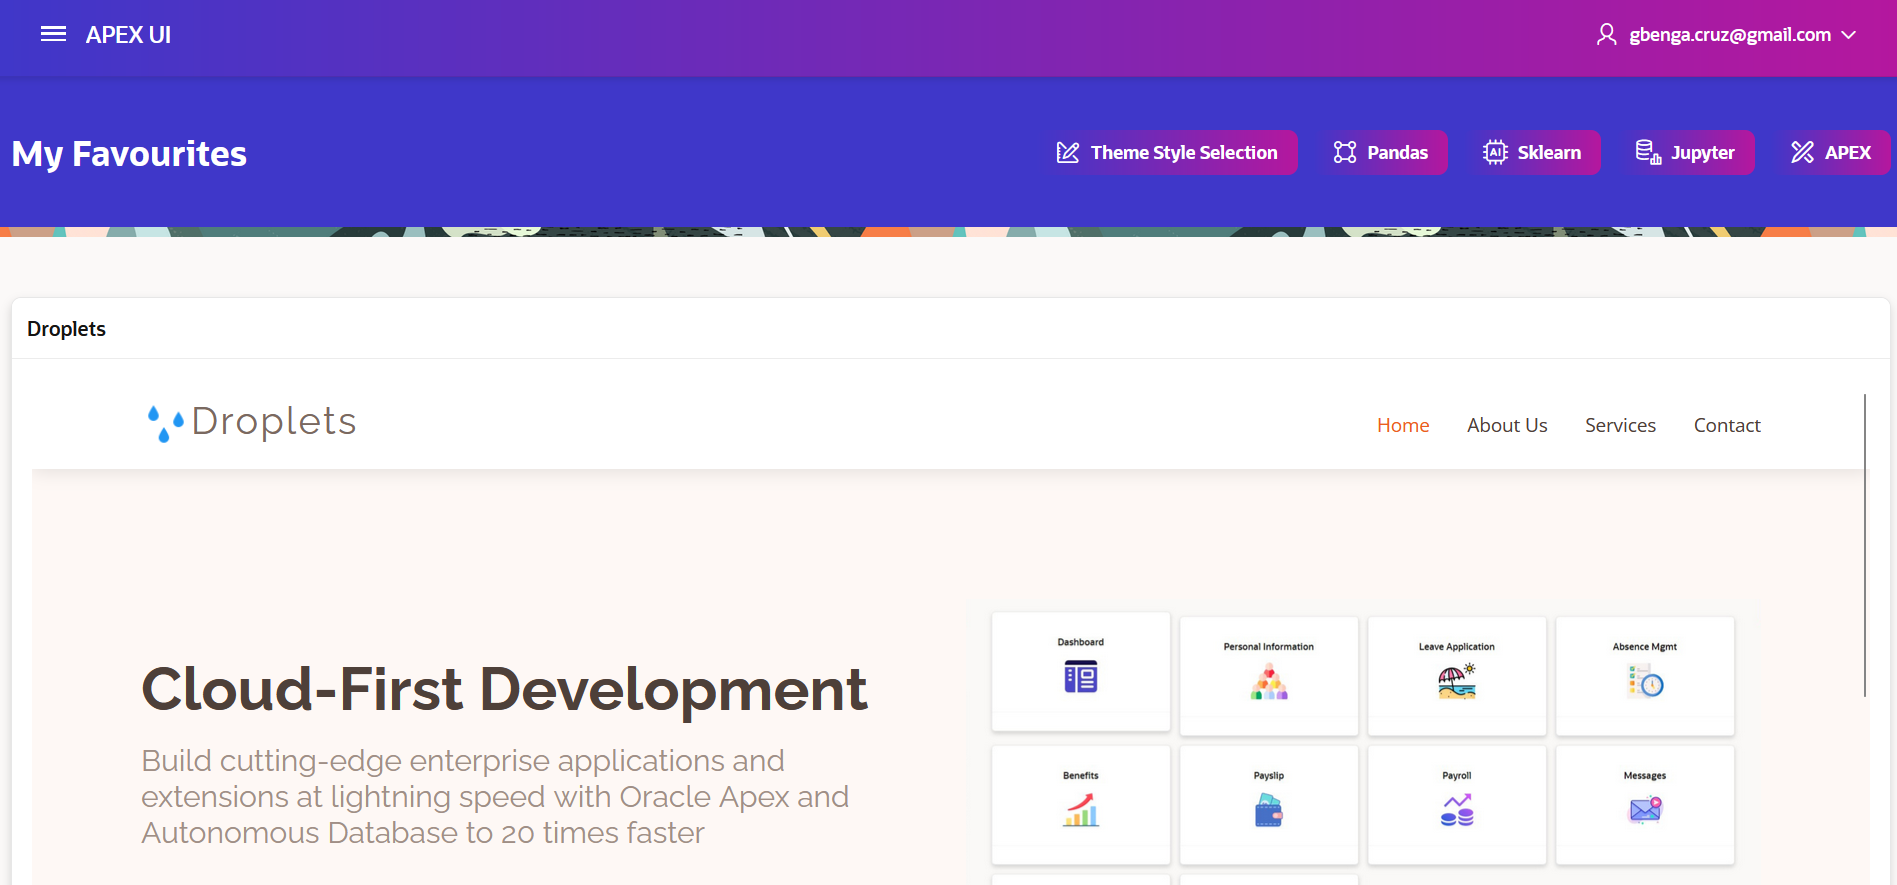 APEX UI
gbenga.cruz@gmail.com
My Favourites
Theme Style Selection
Pandas
AI
Sklearn
Jupyter
APEX
Droplets
Droplets
Home
About Us
Services
Contact
Cloud-First Development
Build cutting-edge enterprise applications and
extensions at lightning speed with Oracle Apex and
Autonomous Database to 20 times faster
Dashboard
Personal Information
Leave Application
Absence Mgmt
Benefits
Payslip
Payroll
Messages